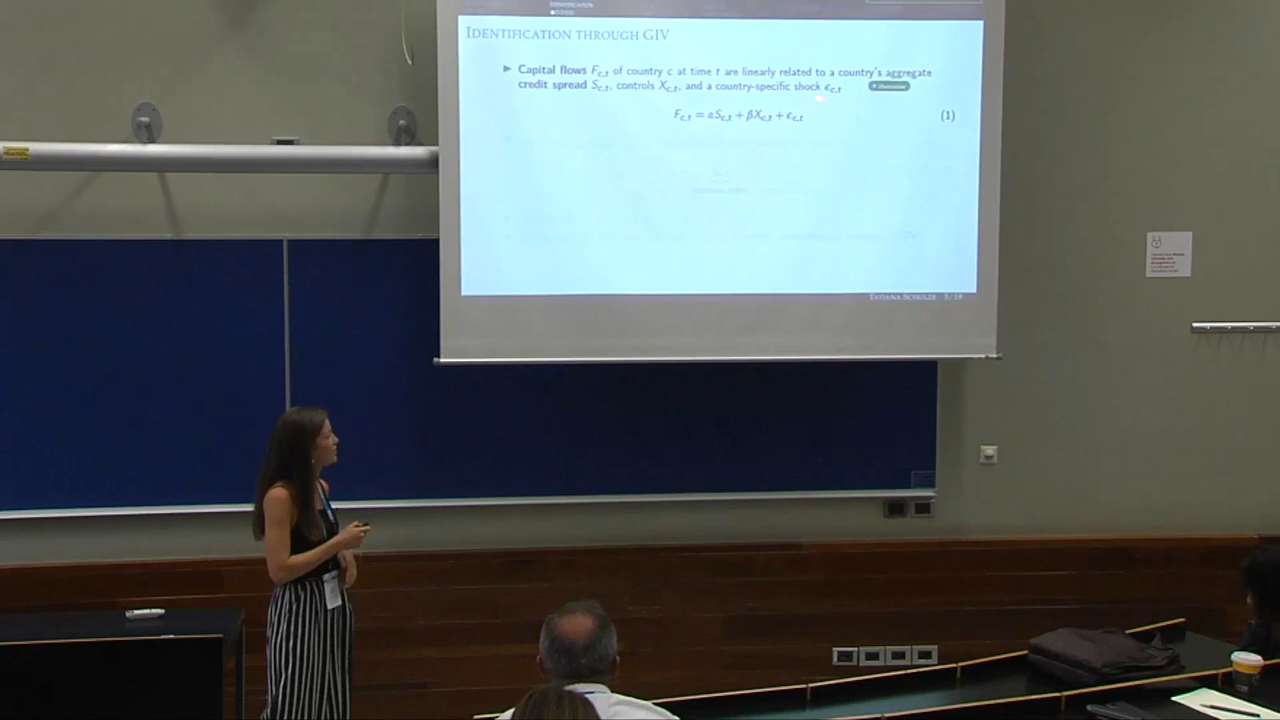 IDENTIFICATION
IDENTIFICATION THROUGH GIV
Capital flows F_{c,t} of country c at time t are linearly related to a country's aggregate
credit spread S_{c,t}, controls X_{c,t}, and a country-specific shock ϵ_{c,t}
F_{c,t} = aS_{c,t} + βX_{c,t} + ϵ_{c,t} (1)
TATJANA SCHULZE 5/19